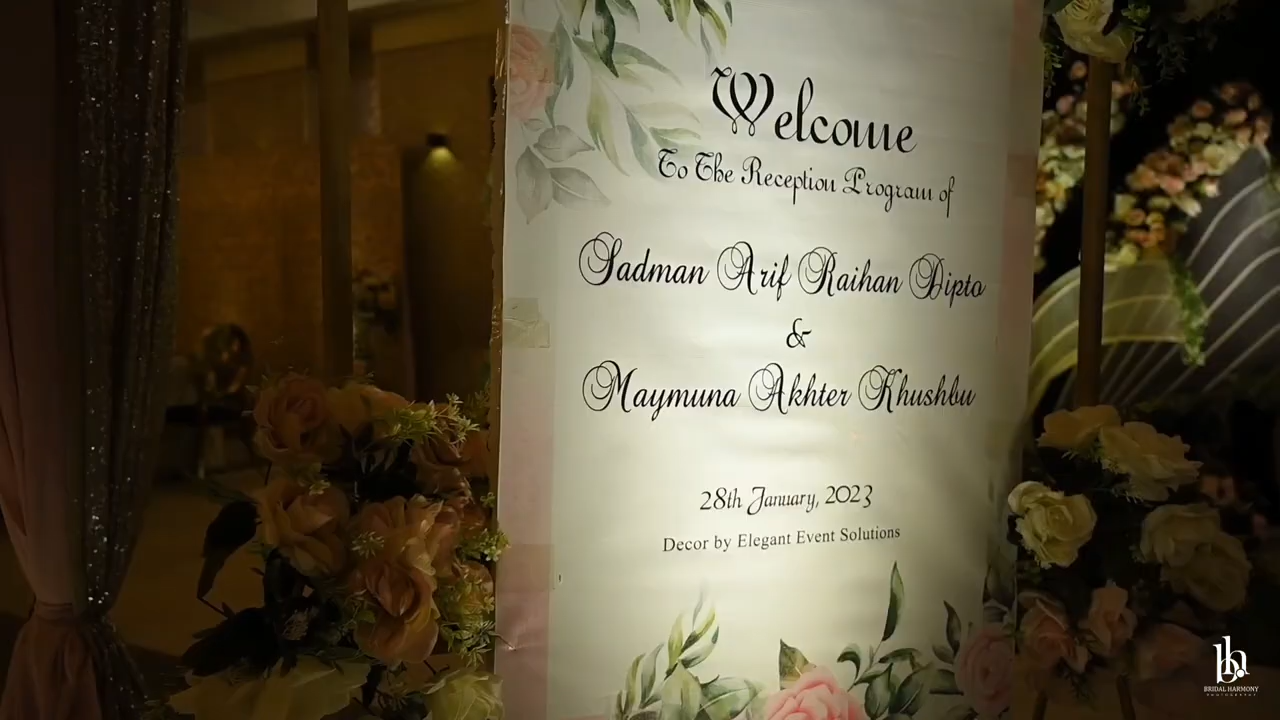 Welcome
To The Reception Program of
Sadman Arif Raihan Dipto
&
Maymuna Akhter Khushbu
28th January, 2023
Decor by Elegant Event Solutions
BRIDAL HARMONY
PHOTOGRAPHY